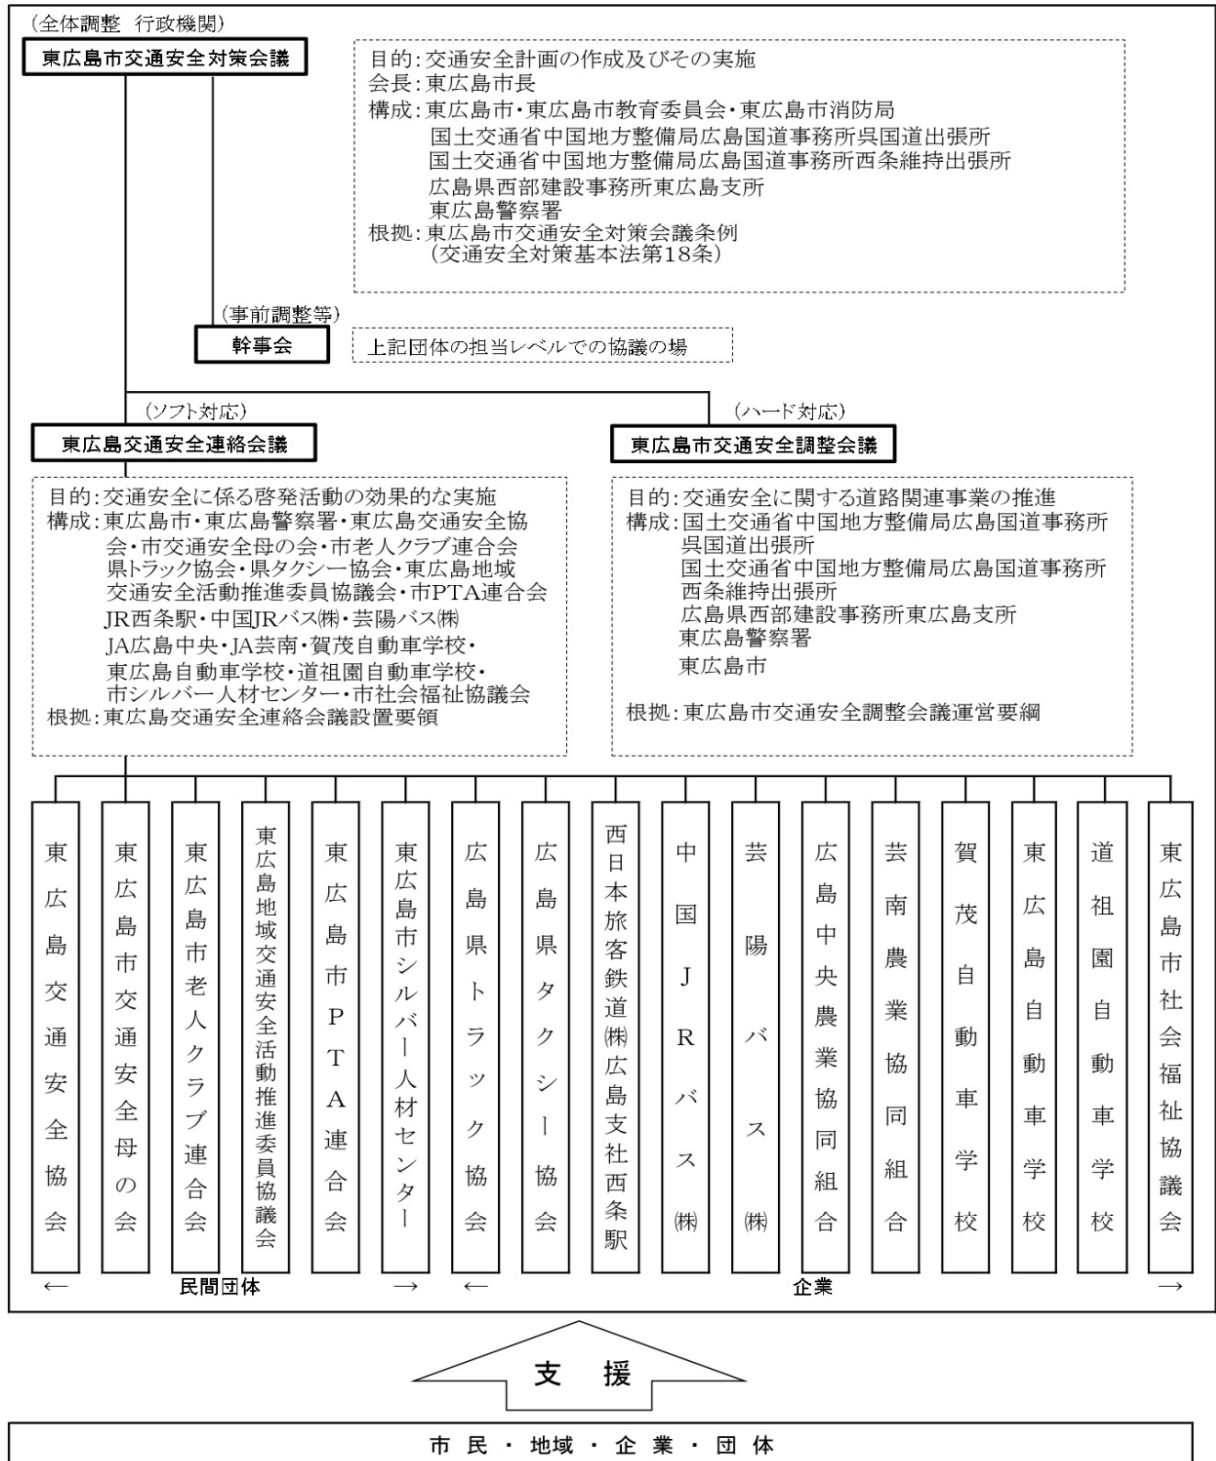 (全体調整 行政機関)
東広島市交通安全対策会議
目的:交通安全計画の作成及びその実施
会長:東広島市長
構成:東広島市・東広島市教育委員会・東広島市消防局
国土交通省中国地方整備局広島国道事務所呉国道出張所
国土交通省中国地方整備局広島国道事務所西条維持出張所
広島県西部建設事務所東広島支所
東広島警察署
根拠:東広島市交通安全対策会議条例
(交通安全対策基本法第18条)
(事前調整等)
幹事会
上記団体の担当レベルでの協議の場
(ソフト対応)
東広島交通安全連絡会議
目的:交通安全に係る啓発活動の効果的な実施
構成:東広島市・東広島警察署・東広島交通安全協
会・市交通安全母の会・市老人クラブ連合会
県トラック協会・県タクシー協会・東広島地域
交通安全活動推進委員協議会・市PTA連合会
JR西条駅・中国JRバス㈱・芸陽バス㈱
JA広島中央・JA芸南・賀茂自動車学校・
東広島自動車学校・道祖園自動車学校・
市シルバー人材センター・市社会福祉協議会
根拠:東広島交通安全連絡会議設置要領
(ハード対応)
東広島市交通安全調整会議
目的:交通安全に関する道路関連事業の推進
構成:国土交通省中国地方整備局広島国道事務所
呉国道出張所
国土交通省中国地方整備局広島国道事務所
西条維持出張所
広島県西部建設事務所東広島支所
東広島警察署
東広島市
根拠:東広島市交通安全調整会議運営要綱
東広島交通安全協会
東広島市交通安全母の会
東広島市老人クラブ連合会
東広島地域交通安全活動推進委員協議会
東広島市PTA連合会
東広島市シルバー人材センター
広島県トラック協会
広島県タクシー協会
西日本旅客鉄道㈱広島支社西条駅
中国JRバス㈱
芸陽バス㈱
広島中央農業協同組合
芸南農業協同組合
賀茂自動車学校
東広島自動車学校
道祖園自動車学校
東広島市社会福祉協議会
← 民間団体 →
← 企業 →
支 援
市 民 ・ 地域 ・ 企 業 ・ 団 体